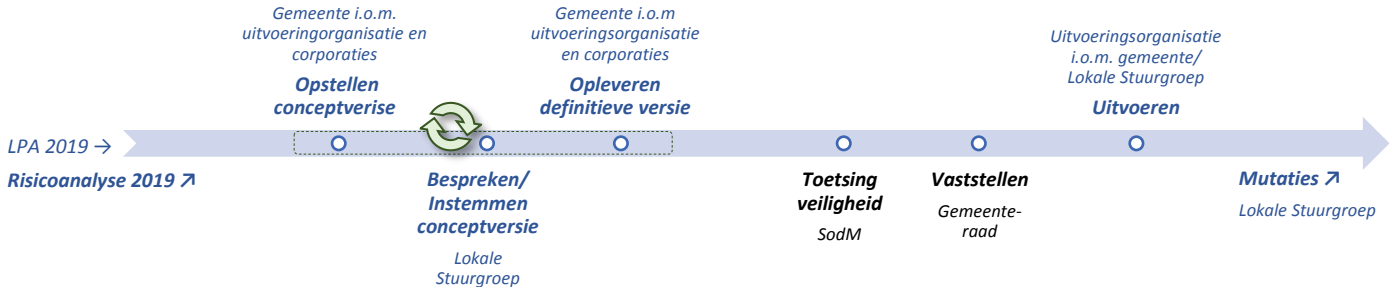 Gemeente i.o.m.
uitvoeringorganisatie en
corporaties
Opstellen
conceptverise
Gemeente i.o.m
uitvoeringsorganisatie
en corporaties
Opleveren
definitieve versie
Uitvoeringsorganisatie
i.o.m. gemeente/
Lokale Stuurgroep
Uitvoeren
LPA 2019 →
Risicoanalyse 2019 ↗
Bespreken/
Instemmen
conceptversie
Lokale
Stuurgroep
Toetsing
veiligheid
SodM
Vaststellen
Gemeente-
raad
Mutaties ↗
Lokale Stuurgroep